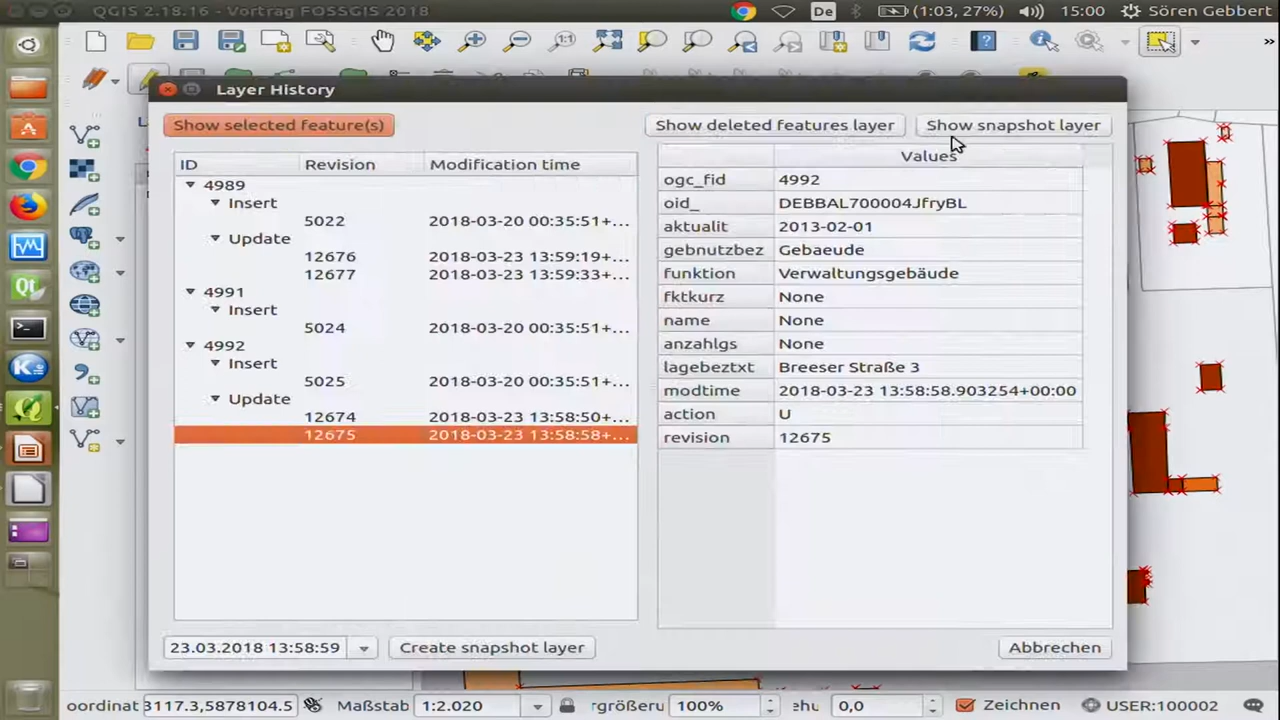 QGIS 2.18.16 - Vortrag FOSSGIS 2018
De
(1:03, 27%)
15:00
Sören Gebbert
1:1
»
Layer History
Show selected feature(s)
Show deleted features layer
Show snapshot layer
ID Revision Modification time
4989
Insert
5022 2018-03-20 00:35:51+...
Update
12676 2018-03-23 13:59:19+...
12677 2018-03-23 13:59:33+...
4991
Insert
5024 2018-03-20 00:35:51+...
4992
Insert
5025 2018-03-20 00:35:51+...
Update
12674 2018-03-23 13:58:50+...
12675 2018-03-23 13:58:58+...
Values
ogc_fid 4992
oid_ DEBBAL700004JfryBL
aktualit 2013-02-01
gebnutzbez Gebaeude
funktion Verwaltungsgebäude
fktkurz None
name None
anzahlgs None
lagebeztxt Breeser Straße 3
modtime 2018-03-23 13:58:58.903254+00:00
action U
revision 12675
23.03.2018 13:58:59
Create snapshot layer
Abbrechen
Qt
oordinat 3117.3,5878104.5 Maßstab 1:2.020 rgrößeru 100% ehu 0,0 Zeichnen USER:100002